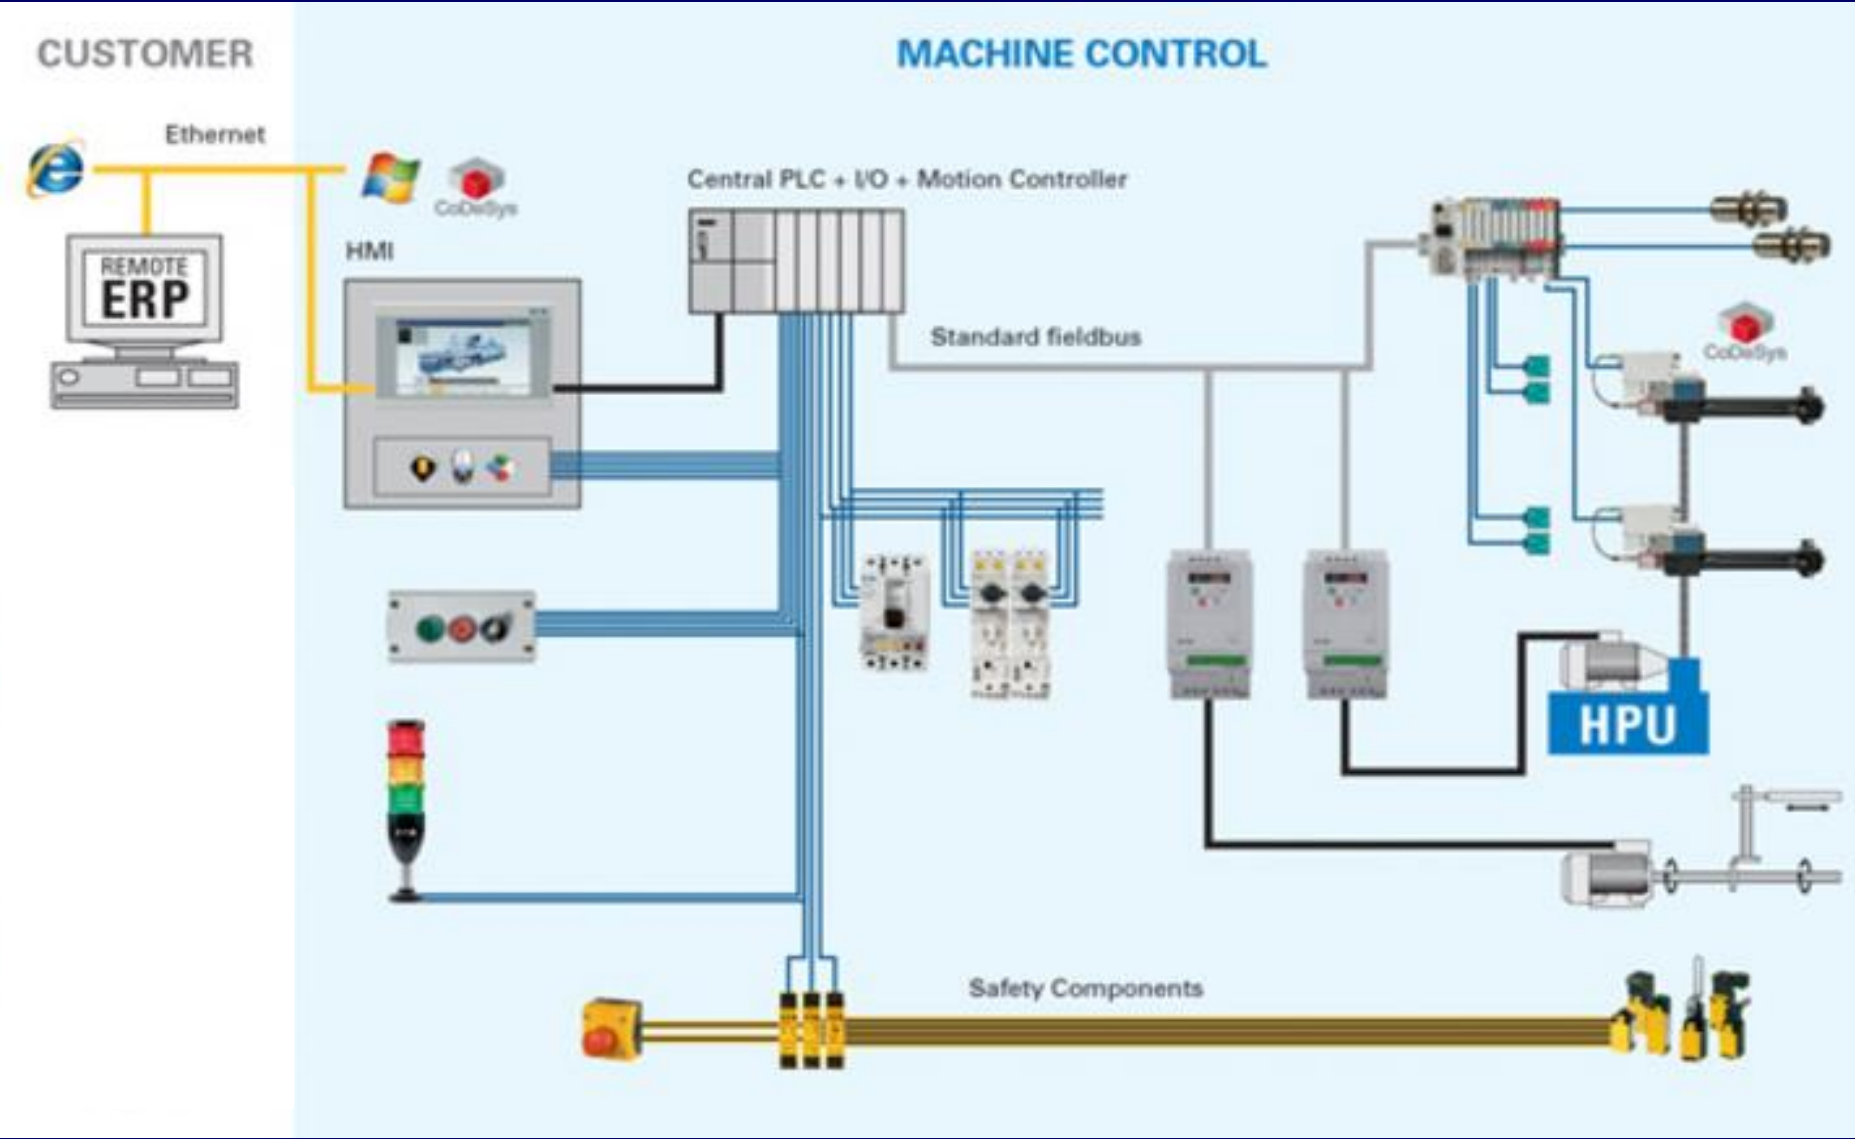 CUSTOMER
MACHINE CONTROL
Ethernet
CoDeSys
Central PLC + I/O + Motion Controller
HMI
REMOTE
ERP
Standard fieldbus
CoDeSys
HPU
Safety Components